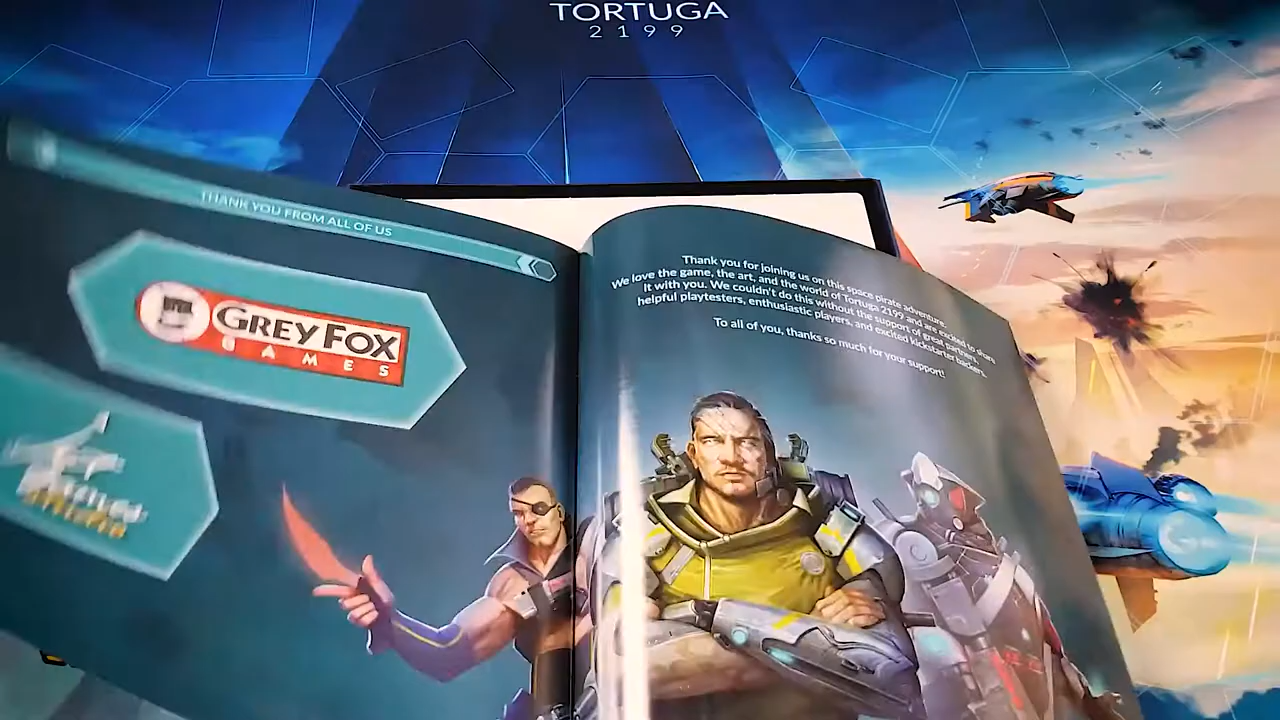 TORTUGA
2199
THANK YOU FROM ALL OF US
GREY FOX
GAMES
Thank you for joining us on this space pirate adventure.
We love the game, the art, and the world of Tortuga 2199 and are excited to share
it with you. We couldn't do this without the support of great partners,
helpful playtesters, enthusiastic players, and excited kickstarter backers.
To all of you, thanks so much for your support!